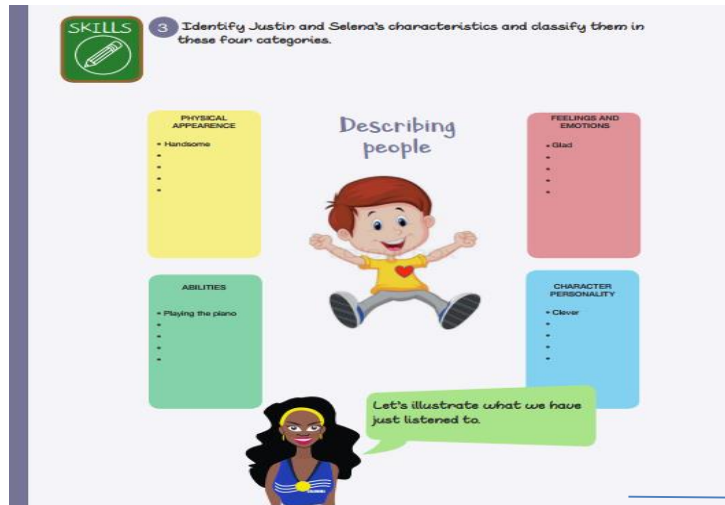 SKILLS
3 Identify Justin and Selena's characteristics and classify them in
these four categories.
PHYSICAL
APPEARENCE
• Handsome
•
•
•
•
Describing
people
FEELINGS AND
EMOTIONS
• Glad
•
•
•
•
ABILITIES
• Playing the piano
•
•
•
•
CHARACTER
PERSONALITY
• Clever
•
•
•
•
Let's illustrate what we have
just listened to.